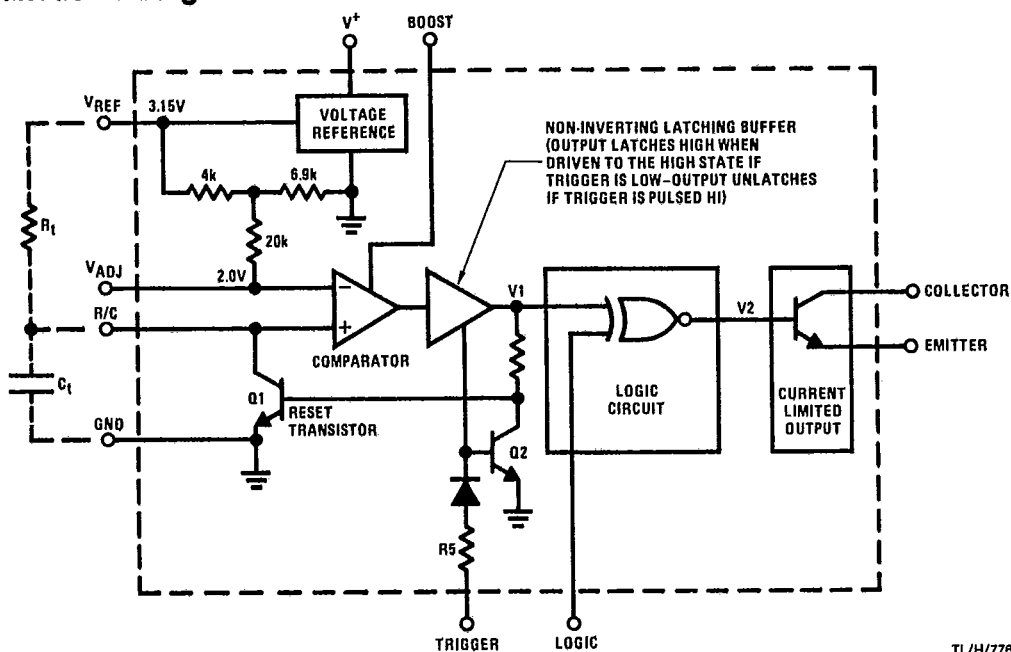 V+
BOOST
VREF
3.15V
VOLTAGE
REFERENCE
NON-INVERTING LATCHING BUFFER
(OUTPUT LATCHES HIGH WHEN
DRIVEN TO THE HIGH STATE IF
TRIGGER IS LOW–OUTPUT UNLATCHES
IF TRIGGER IS PULSED HI)
4k
6.9k
Rt
20k
VADJ
2.0V
R/C
COMPARATOR
V1
V2
COLLECTOR
EMITTER
Ct
Q1
RESET
TRANSISTOR
LOGIC
CIRCUIT
CURRENT
LIMITED
OUTPUT
GND
Q2
R5
TRIGGER
LOGIC